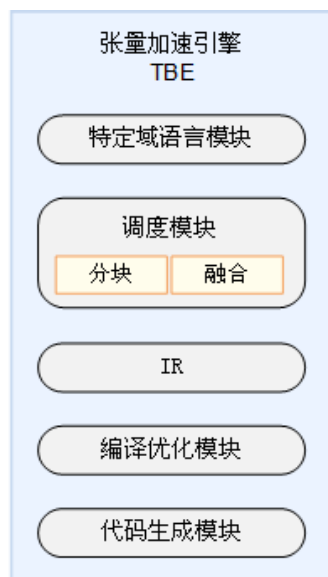 张量加速引擎
TBE
特定域语言模块
调度模块
分块 融合
IR
编译优化模块
代码生成模块